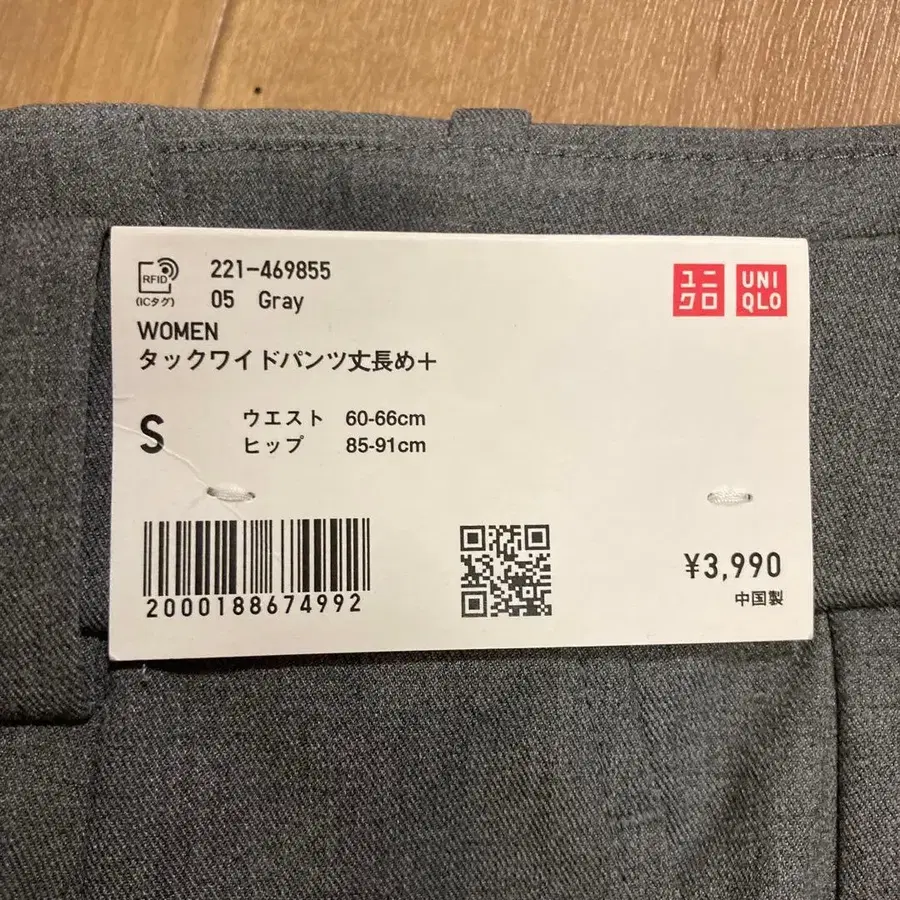 RFID
(ICタグ)
221-469855
05 Gray
ユニ
クロ
UNI
QLO
WOMEN
タックワイドパンツ丈長め＋
S
ウエスト 60-66cm
ヒップ 85-91cm
2000188674992
¥3,990
中国製